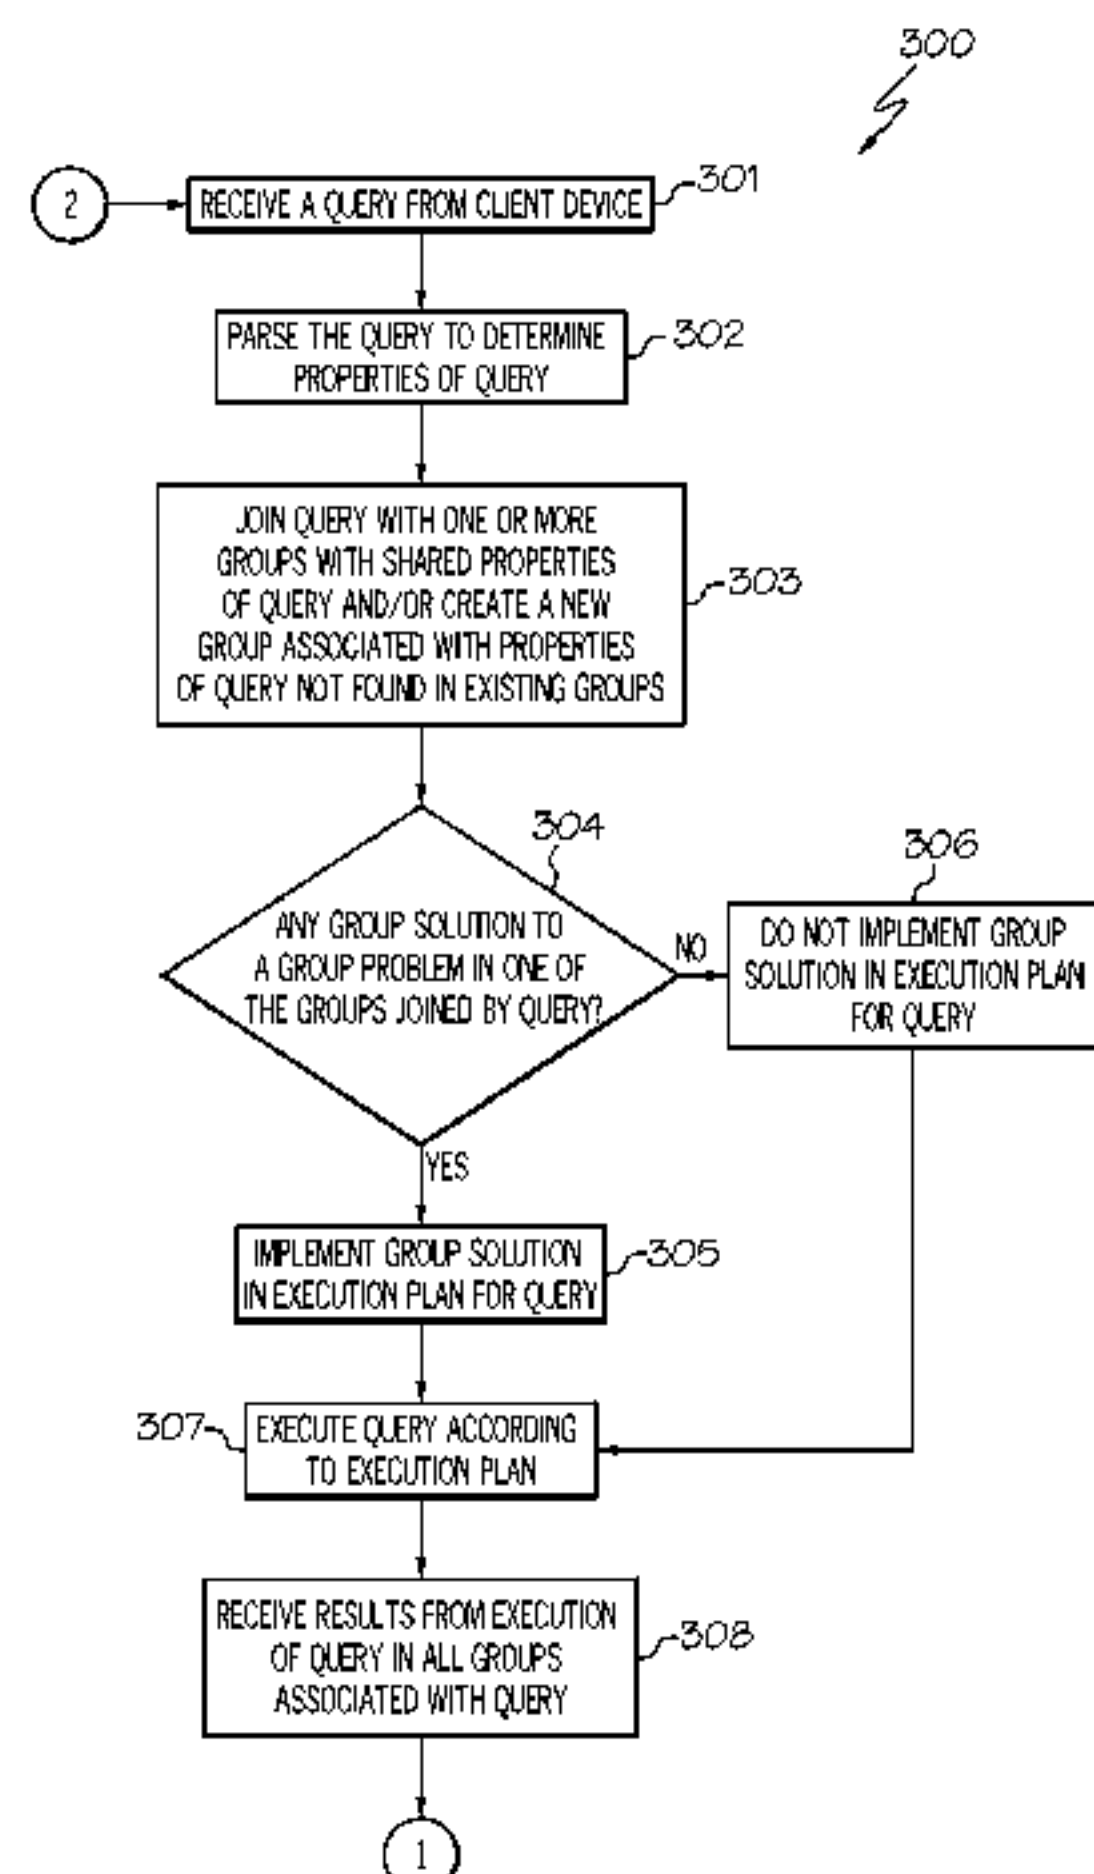 300
2
RECEIVE A QUERY FROM CLIENT DEVICE
301
PARSE THE QUERY TO DETERMINE
PROPERTIES OF QUERY
302
JOIN QUERY WITH ONE OR MORE
GROUPS WITH SHARED PROPERTIES
OF QUERY AND/OR CREATE A NEW
GROUP ASSOCIATED WITH PROPERTIES
OF QUERY NOT FOUND IN EXISTING GROUPS
303
304
ANY GROUP SOLUTION TO
A GROUP PROBLEM IN ONE OF
THE GROUPS JOINED BY QUERY?
NO
306
DO NOT IMPLEMENT GROUP
SOLUTION IN EXECUTION PLAN
FOR QUERY
YES
IMPLEMENT GROUP SOLUTION
IN EXECUTION PLAN FOR QUERY
305
307
EXECUTE QUERY ACCORDING
TO EXECUTION PLAN
RECEIVE RESULTS FROM EXECUTION
OF QUERY IN ALL GROUPS
ASSOCIATED WITH QUERY
308
1